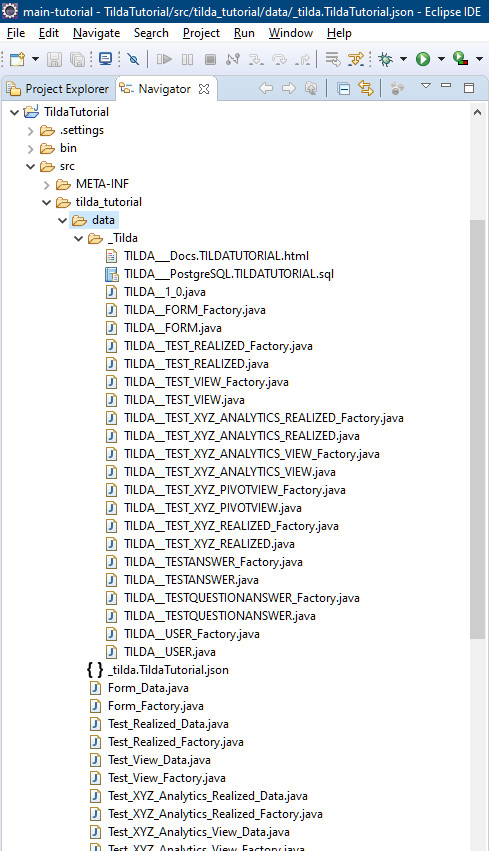 main-tutorial - TildaTutorial/src/tilda_tutorial/data/_tilda.TildaTutorial.json - Eclipse IDE
File Edit Navigate Search Project Run Window Help
Project Explorer Navigator
TildaTutorial
.settings
bin
src
META-INF
tilda_tutorial
data
_Tilda
TILDA___Docs.TILDATUTORIAL.html
TILDA___PostgreSQL.TILDATUTORIAL.sql
TILDA__1_0.java
TILDA__FORM_Factory.java
TILDA__FORM.java
TILDA__TEST_REALIZED_Factory.java
TILDA__TEST_REALIZED.java
TILDA__TEST_VIEW_Factory.java
TILDA__TEST_VIEW.java
TILDA__TEST_XYZ_ANALYTICS_REALIZED_Factory.java
TILDA__TEST_XYZ_ANALYTICS_REALIZED.java
TILDA__TEST_XYZ_ANALYTICS_VIEW_Factory.java
TILDA__TEST_XYZ_ANALYTICS_VIEW.java
TILDA__TEST_XYZ_PIVOTVIEW_Factory.java
TILDA__TEST_XYZ_PIVOTVIEW.java
TILDA__TEST_XYZ_REALIZED_Factory.java
TILDA__TEST_XYZ_REALIZED.java
TILDA__TESTANSWER_Factory.java
TILDA__TESTANSWER.java
TILDA__TESTQUESTIONANSWER_Factory.java
TILDA__TESTQUESTIONANSWER.java
TILDA__USER_Factory.java
TILDA__USER.java
_tilda.TildaTutorial.json
Form_Data.java
Form_Factory.java
Test_Realized_Data.java
Test_Realized_Factory.java
Test_View_Data.java
Test_View_Factory.java
Test_XYZ_Analytics_Realized_Data.java
Test_XYZ_Analytics_Realized_Factory.java
Test_XYZ_Analytics_View_Data.java
Test_XYZ_Analytics_View_Factory.java